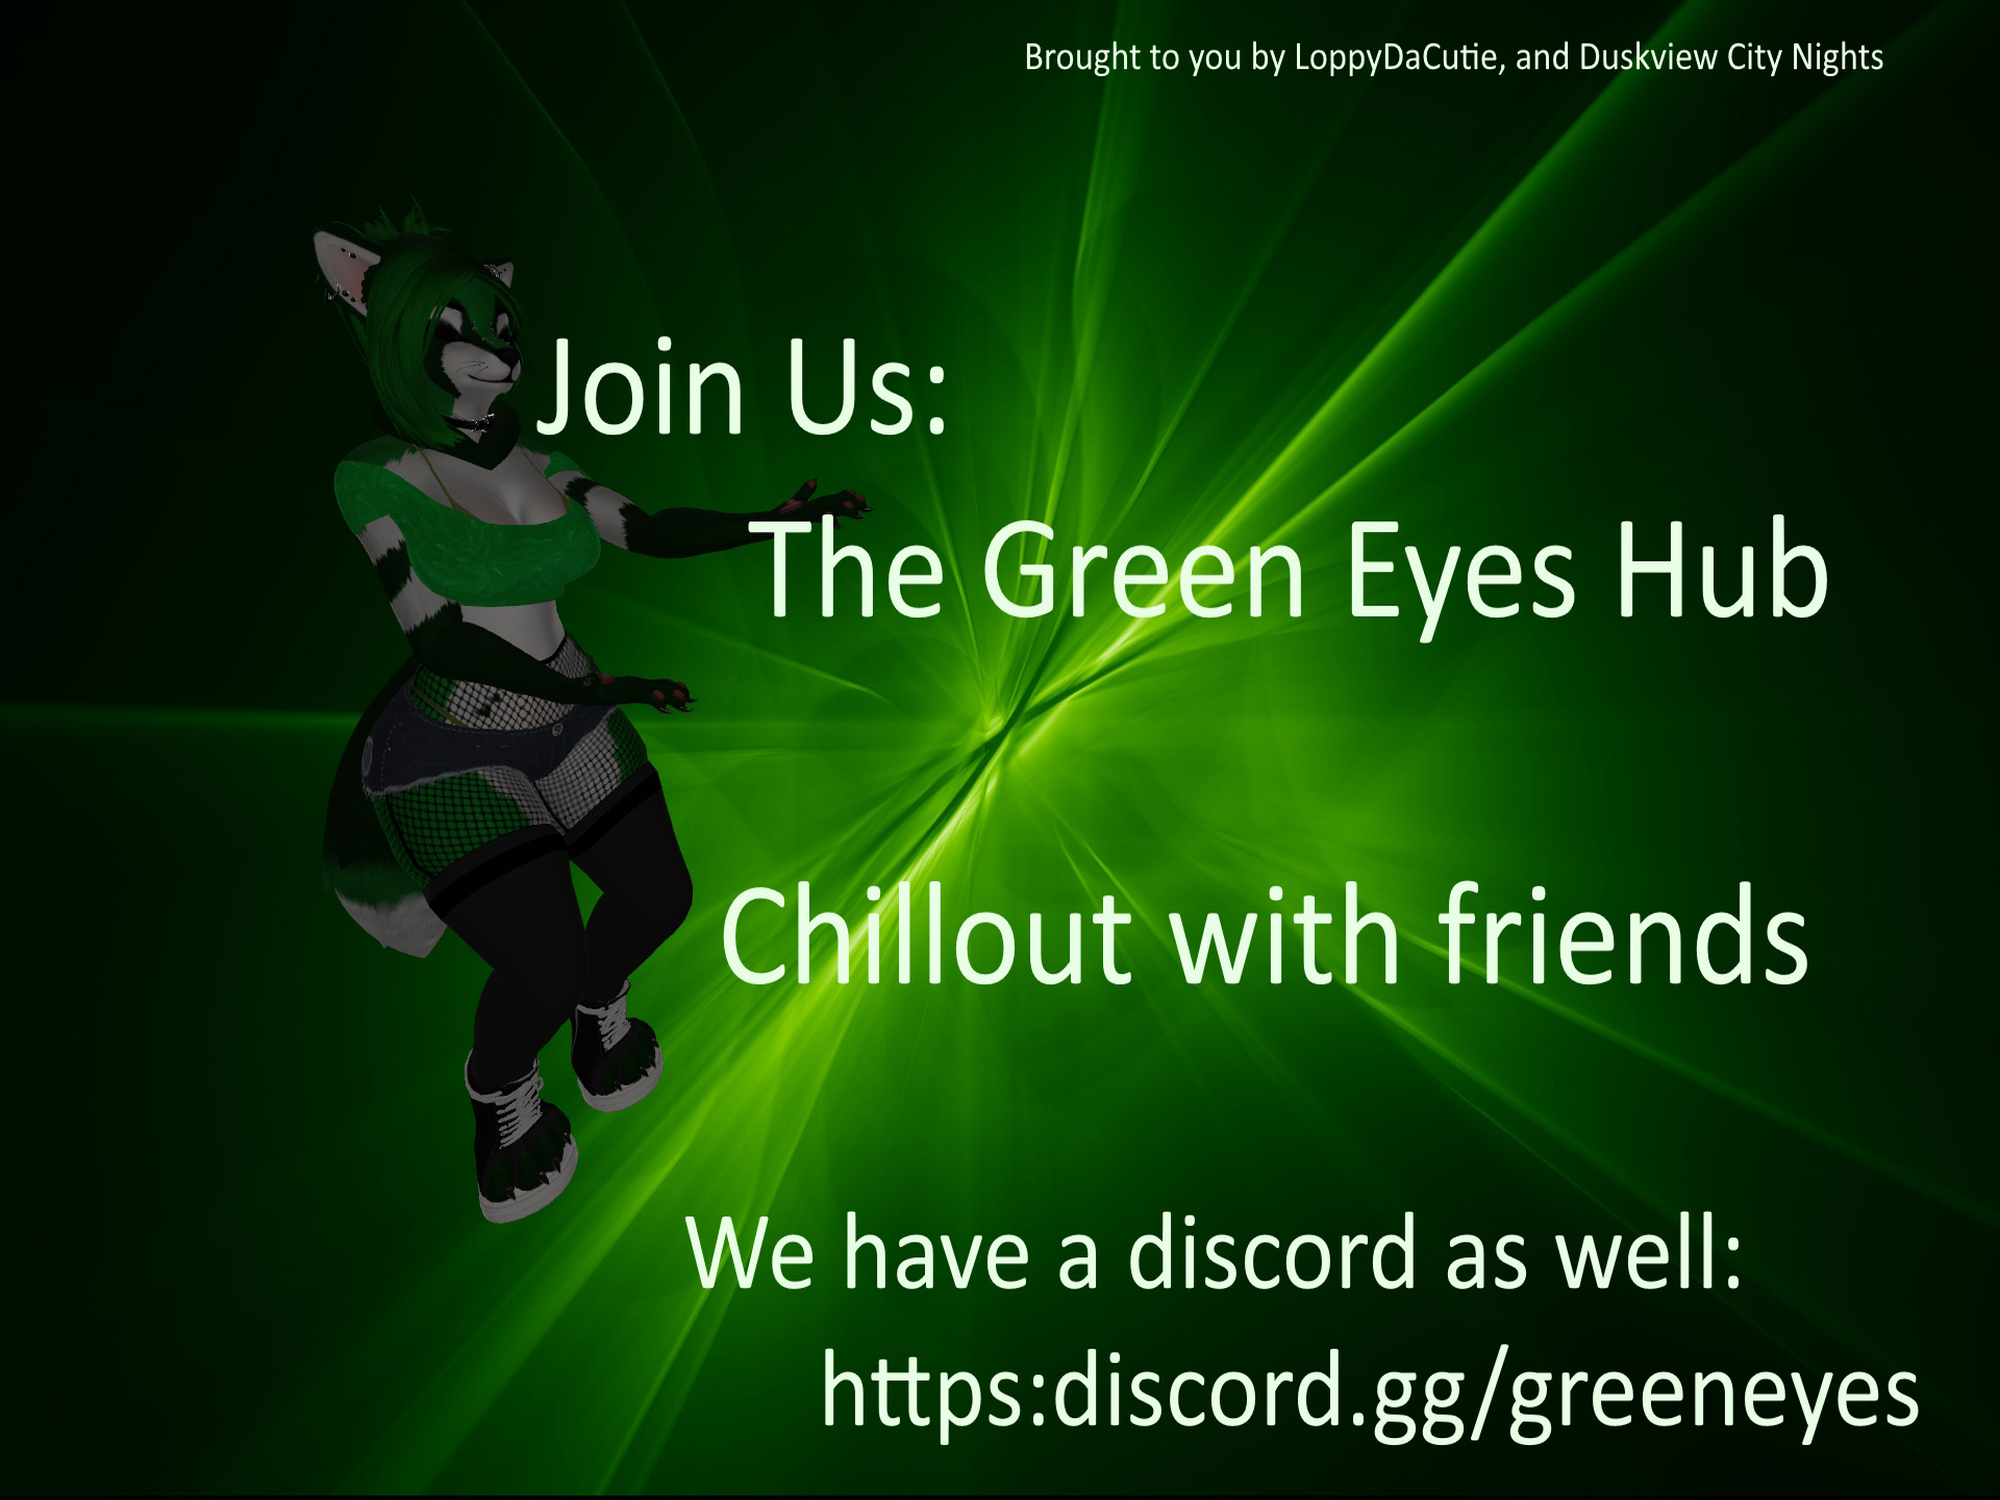 Brought to you by LoppyDaCutie, and Duskview City Nights
Join Us:
The Green Eyes Hub
Chillout with friends
We have a discord as well:
https:discord.gg/greeneyes